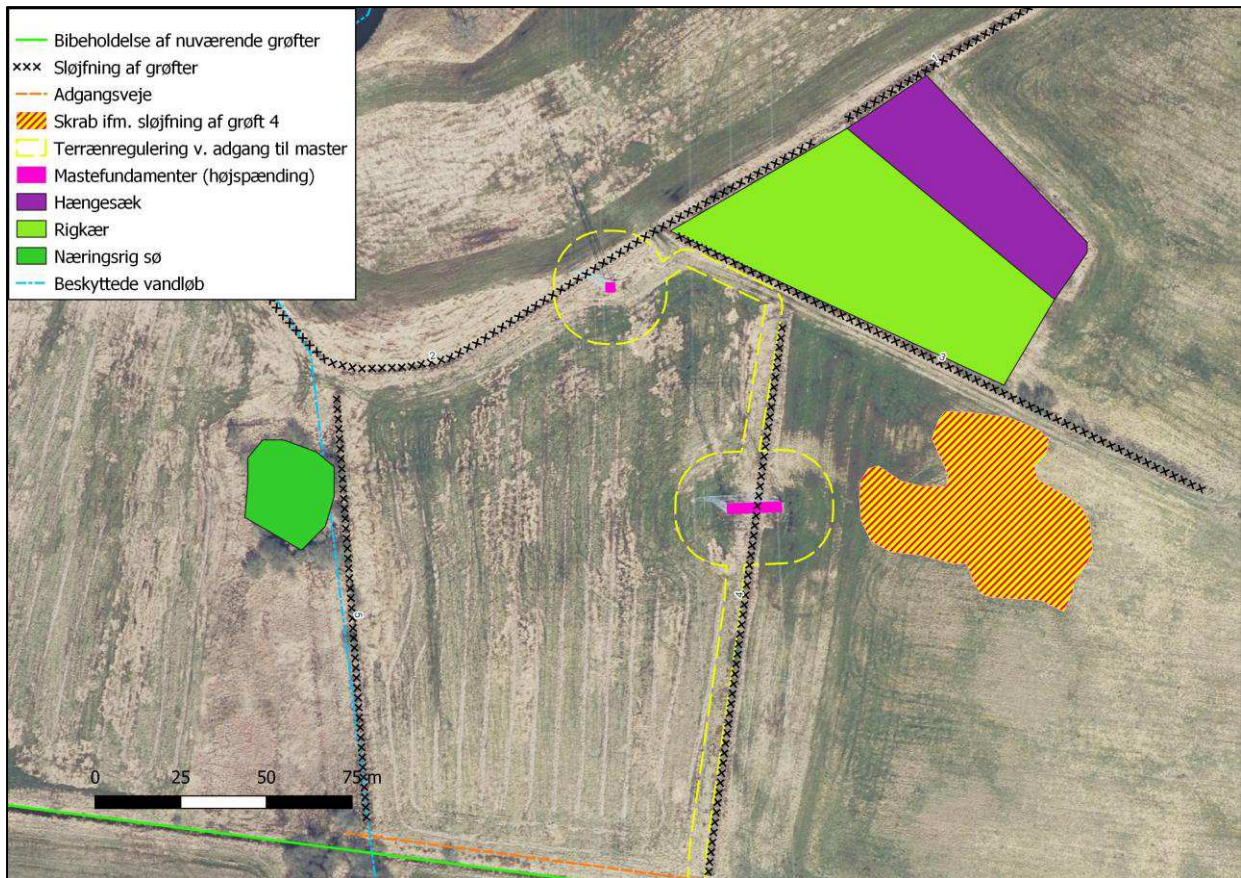 Bibeholdelse af nuværende grøfter
Sløjfning af grøfter
Adgangsveje
Skrab ifm. sløjfning af grøft 4
Terrænregulering v. adgang til master
Mastefundamenter (højspænding)
Hængesæk
Rigkær
Næringsrig sø
Beskyttede vandløb
1
2
3
4
5
0 25 50 75 m